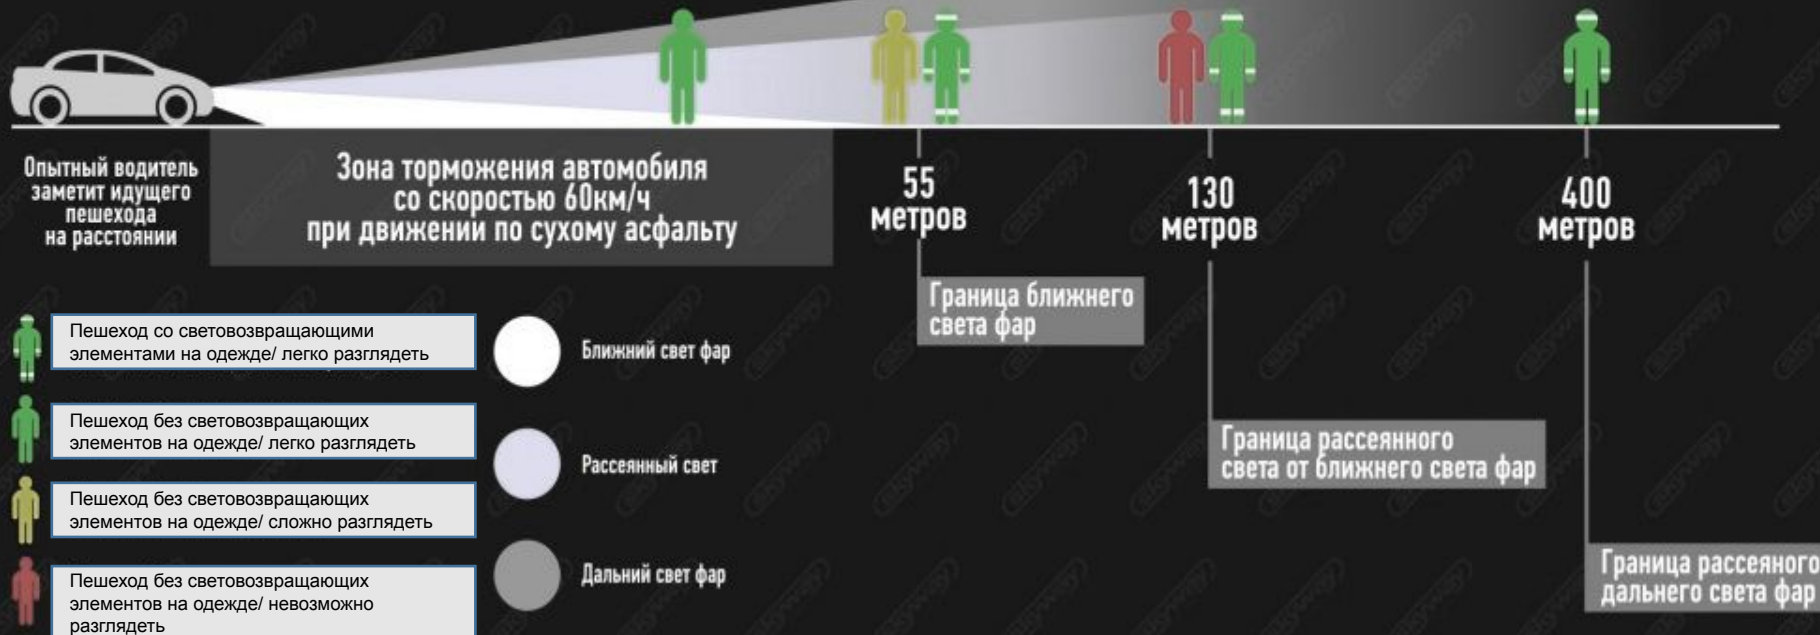 Опытный водитель
заметит идущего
пешехода
на расстоянии
Зона торможения автомобиля
со скоростью 60км/ч
при движении по сухому асфальту
55
метров
130
метров
400
метров
Граница ближнего
света фар
Граница рассеянного
света от ближнего света фар
Граница рассеяного
дальнего света фар
Пешеход со световозвращающими
элементами на одежде/ легко разглядеть
Пешеход без световозвращающих
элементов на одежде/ легко разглядеть
Пешеход без световозвращающих
элементов на одежде/ сложно разглядеть
Пешеход без световозвращающих
элементов на одежде/ невозможно
разглядеть
Ближний свет фар
Рассеянный свет
Дальний свет фар